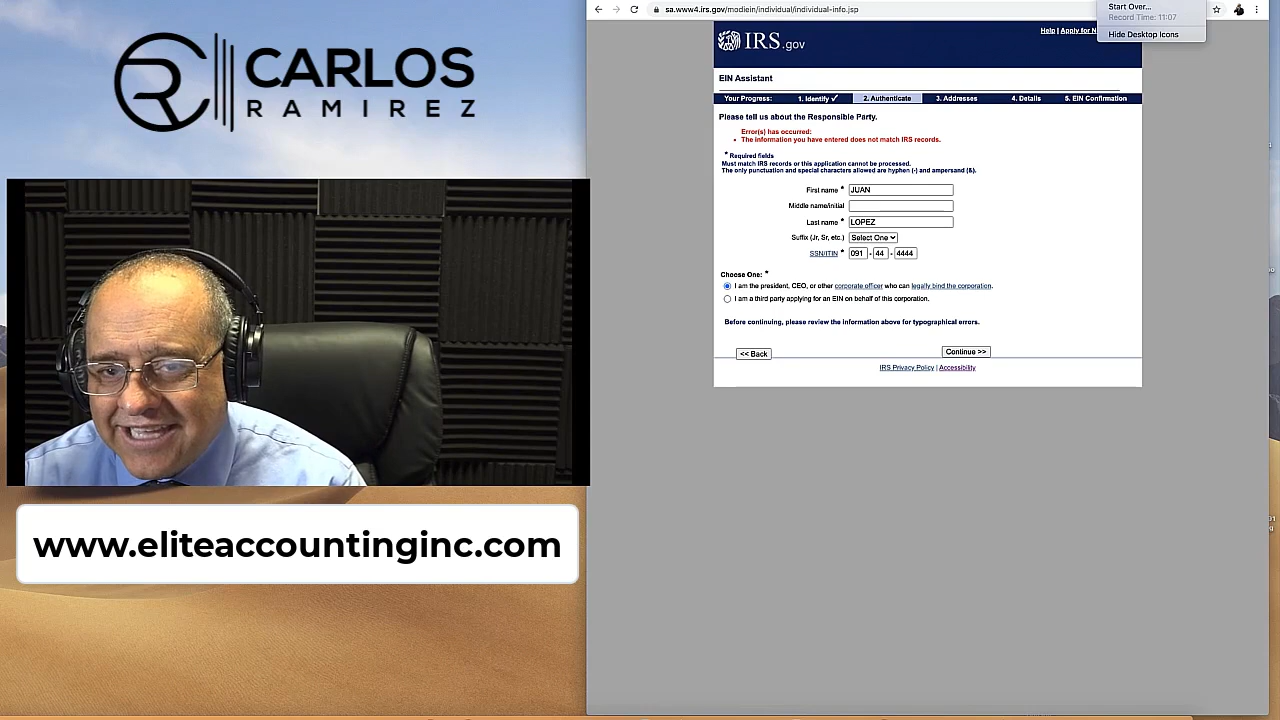 CARLOS
RAMIREZ
www.eliteaccountinginc.com
sa.www4.irs.gov/modiein/individual/individual-info.jsp
Start Over...
Record Time: 11:07
Hide Desktop Icons
IRS.gov
Help | Apply for N
EIN Assistant
Your Progress: 1. Identify ✓ 2. Authenticate 3. Addresses 4. Details 5. EIN Confirmation
Please tell us about the Responsible Party.
Error(s) has occurred:
• The information you have entered does not match IRS records.
* Required fields
Must match IRS records or this application cannot be processed.
The only punctuation and special characters allowed are hyphen (-) and ampersand (&).
First name * JUAN
Middle name/initial
Last name * LOPEZ
Suffix (Jr, Sr, etc.) Select One
SSN/ITIN * 091 - 44 - 4444
Choose One: *
I am the president, CEO, or other corporate officer who can legally bind the corporation.
I am a third party applying for an EIN on behalf of this corporation.
Before continuing, please review the information above for typographical errors.
<< Back
Continue >>
IRS Privacy Policy | Accessibility